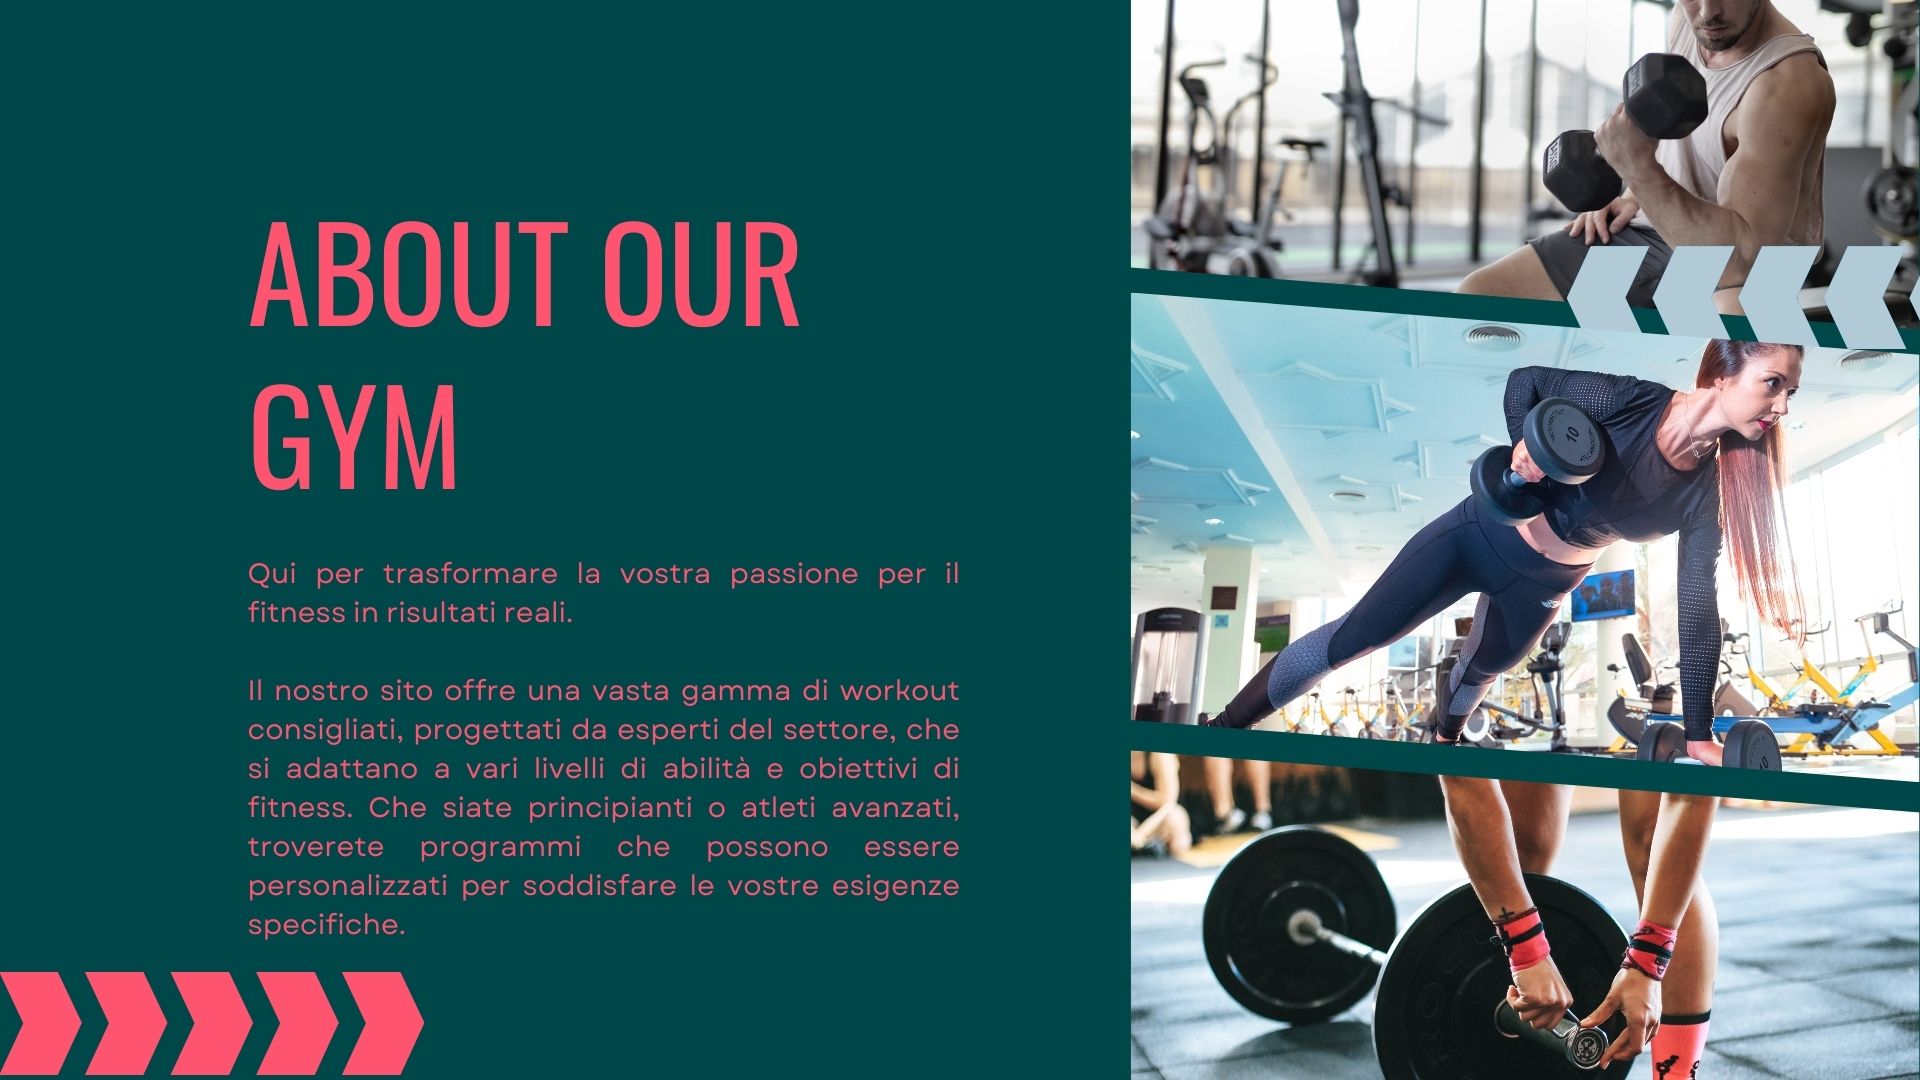 ABOUT OUR
GYM
Qui per trasformare la vostra passione per il
fitness in risultati reali.
Il nostro sito offre una vasta gamma di workout
consigliati, progettati da esperti del settore, che
si adattano a vari livelli di abilità e obiettivi di
fitness. Che siate principianti o atleti avanzati,
troverete programmi che possono essere
personalizzati per soddisfare le vostre esigenze
specifiche.
10
10